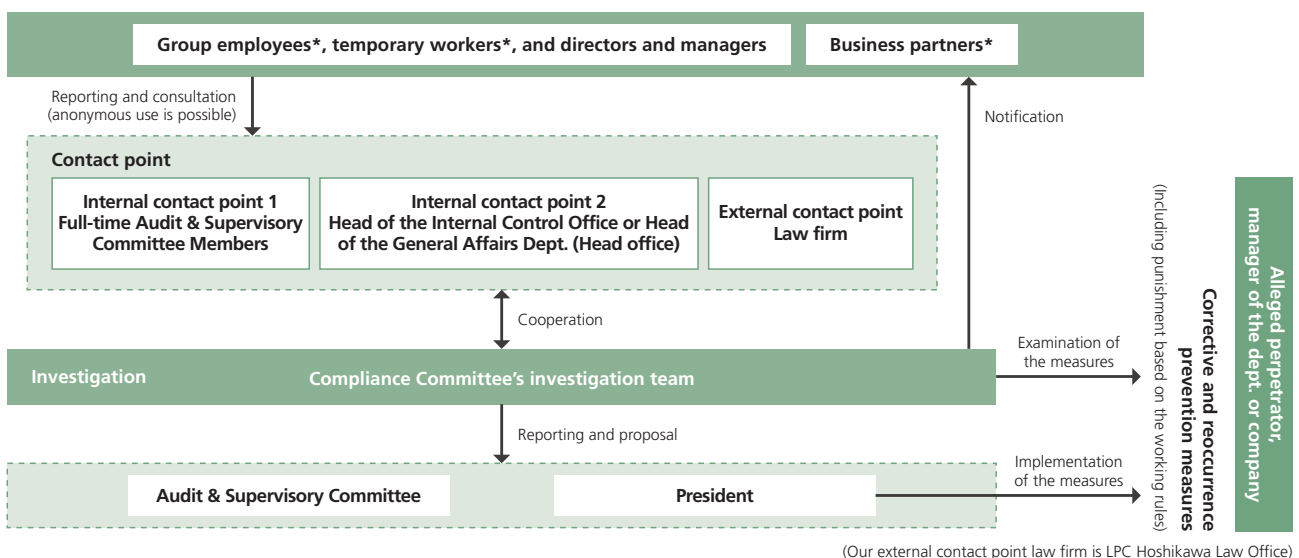 Group employees*, temporary workers*, and directors and managers
Business partners*
Reporting and consultation
(anonymous use is possible)
Notification
Contact point
Internal contact point 1
Full-time Audit & Supervisory
Committee Members
Internal contact point 2
Head of the Internal Control Office or Head
of the General Affairs Dept. (Head office)
External contact point
Law firm
Cooperation
Investigation
Compliance Committee's investigation team
Examination of
the measures
Reporting and proposal
Audit & Supervisory Committee
President
Implementation
of the measures
Alleged perpetrator,
manager of the dept. or company
Corrective and reoccurrence
prevention measures
(Including punishment based on the working rules)
(Our external contact point law firm is LPC Hoshikawa Law Office)